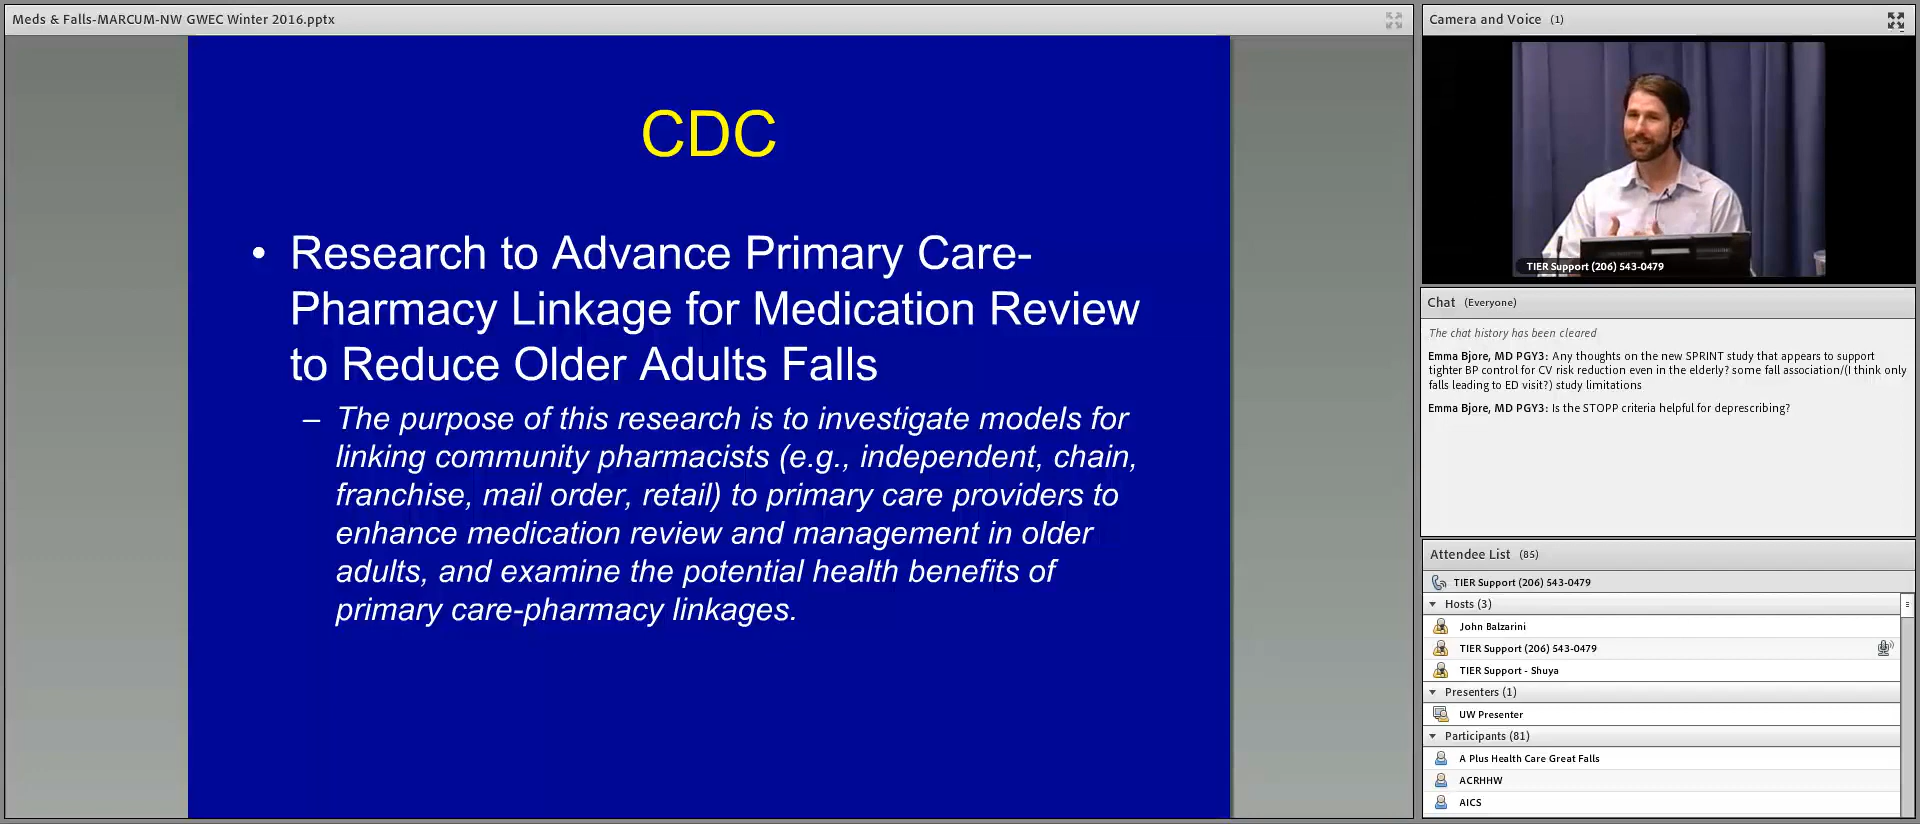 Meds & Falls-MARCUM-NW GWEC Winter 2016.pptx
CDC
• Research to Advance Primary Care-
Pharmacy Linkage for Medication Review
to Reduce Older Adults Falls
– The purpose of this research is to investigate models for
linking community pharmacists (e.g., independent, chain,
franchise, mail order, retail) to primary care providers to
enhance medication review and management in older
adults, and examine the potential health benefits of
primary care-pharmacy linkages.
Camera and Voice (1)
TIER Support (206) 543-0479
Chat (Everyone)
The chat history has been cleared
Emma Bjore, MD PGY3: Any thoughts on the new SPRINT study that appears to support
tighter BP control for CV risk reduction even in the elderly? some fall association/(I think only
falls leading to ED visit?) study limitations
Emma Bjore, MD PGY3: Is the STOPP criteria helpful for deprescribing?
Attendee List (85)
TIER Support (206) 543-0479
Hosts (3)
John Balzarini
TIER Support (206) 543-0479
TIER Support - Shuya
Presenters (1)
UW Presenter
Participants (81)
A Plus Health Care Great Falls
ACRHHW
AICS